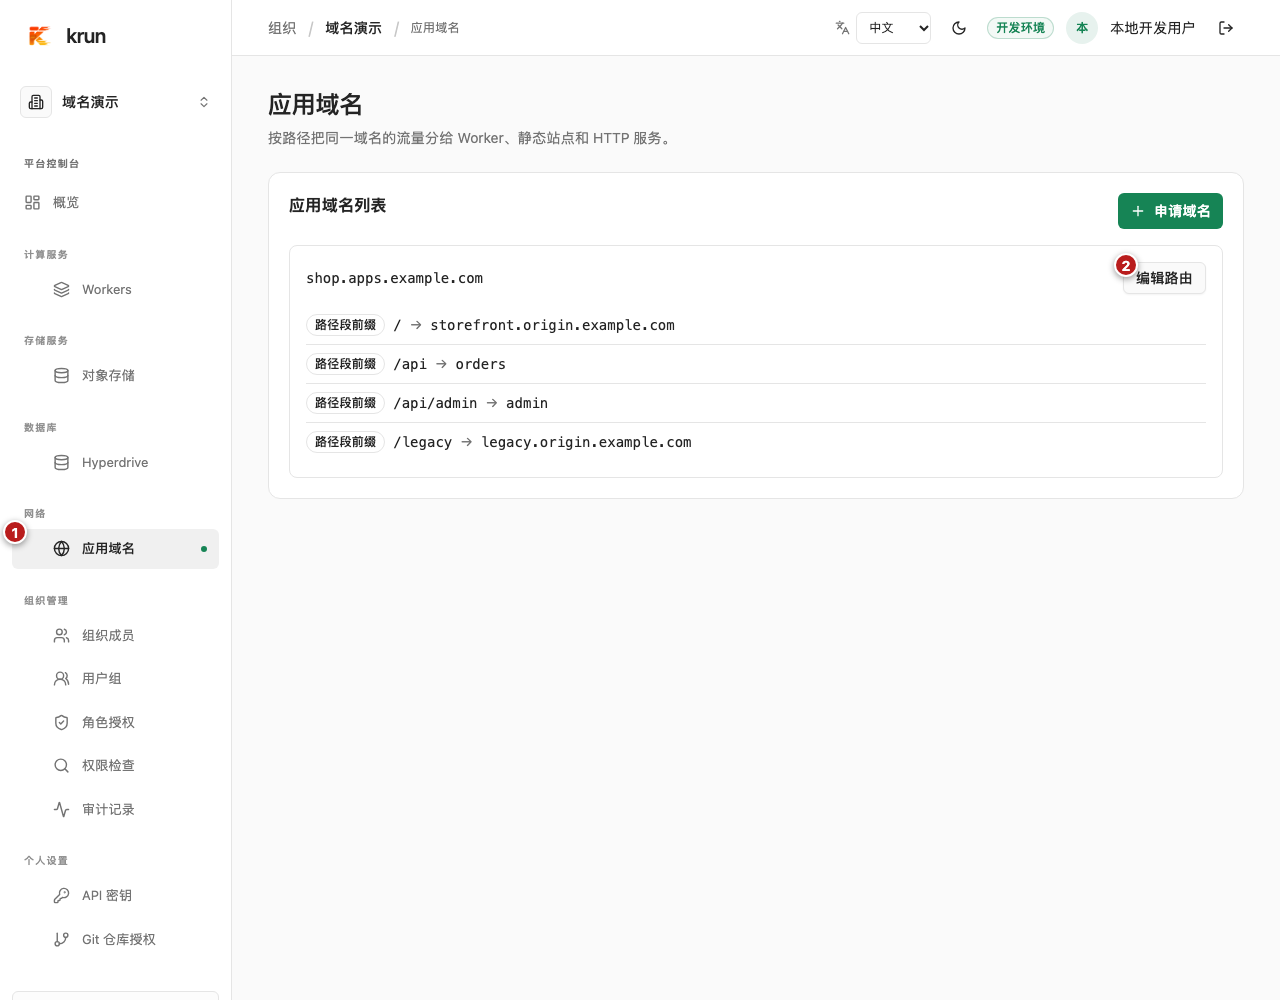 krun
组织 / 域名演示 / 应用域名
中文
开发环境
本
本地开发用户
域名演示
平台控制台
概览
计算服务
Workers
存储服务
对象存储
数据库
Hyperdrive
网络
1
应用域名
组织管理
组织成员
用户组
角色授权
权限检查
审计记录
个人设置
API 密钥
Git 仓库授权
应用域名
按路径把同一域名的流量分给 Worker、静态站点和 HTTP 服务。
应用域名列表
+ 申请域名
shop.apps.example.com
2
编辑路由
路径段前缀 / → storefront.origin.example.com
路径段前缀 /api → orders
路径段前缀 /api/admin → admin
路径段前缀 /legacy → legacy.origin.example.com